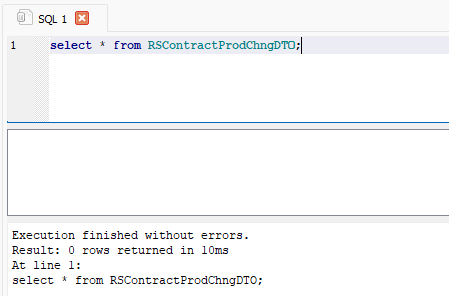 SQL 1
1 select * from RSContractProdChngDTO;
Execution finished without errors.
Result: 0 rows returned in 10ms
At line 1:
select * from RSContractProdChngDTO;